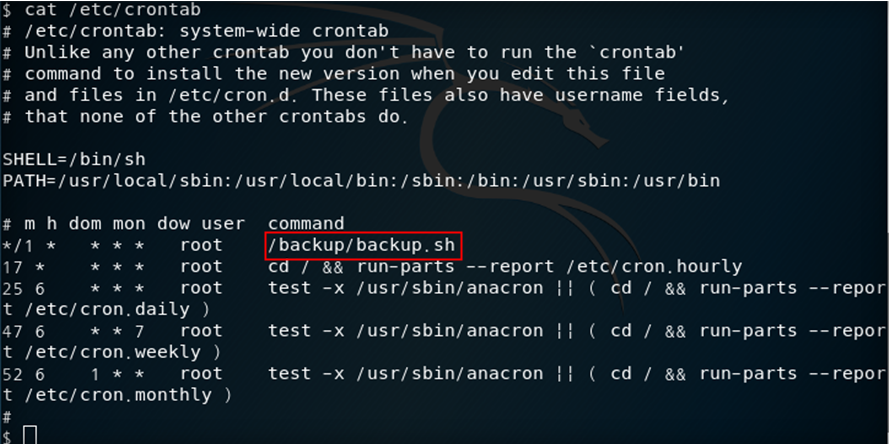 $ cat /etc/crontab
# /etc/crontab: system-wide crontab
# Unlike any other crontab you don't have to run the `crontab'
# command to install the new version when you edit this file
# and files in /etc/cron.d. These files also have username fields,
# that none of the other crontabs do.

SHELL=/bin/sh
PATH=/usr/local/sbin:/usr/local/bin:/sbin:/bin:/usr/sbin:/usr/bin

# m h dom mon dow user  command
*/1 *   * * *   root    /backup/backup.sh
17 *    * * *   root    cd / && run-parts --report /etc/cron.hourly
25 6    * * *   root    test -x /usr/sbin/anacron || ( cd / && run-parts --repor
t /etc/cron.daily )
47 6    * * 7   root    test -x /usr/sbin/anacron || ( cd / && run-parts --repor
t /etc/cron.weekly )
52 6    1 * *   root    test -x /usr/sbin/anacron || ( cd / && run-parts --repor
t /etc/cron.monthly )
#
$